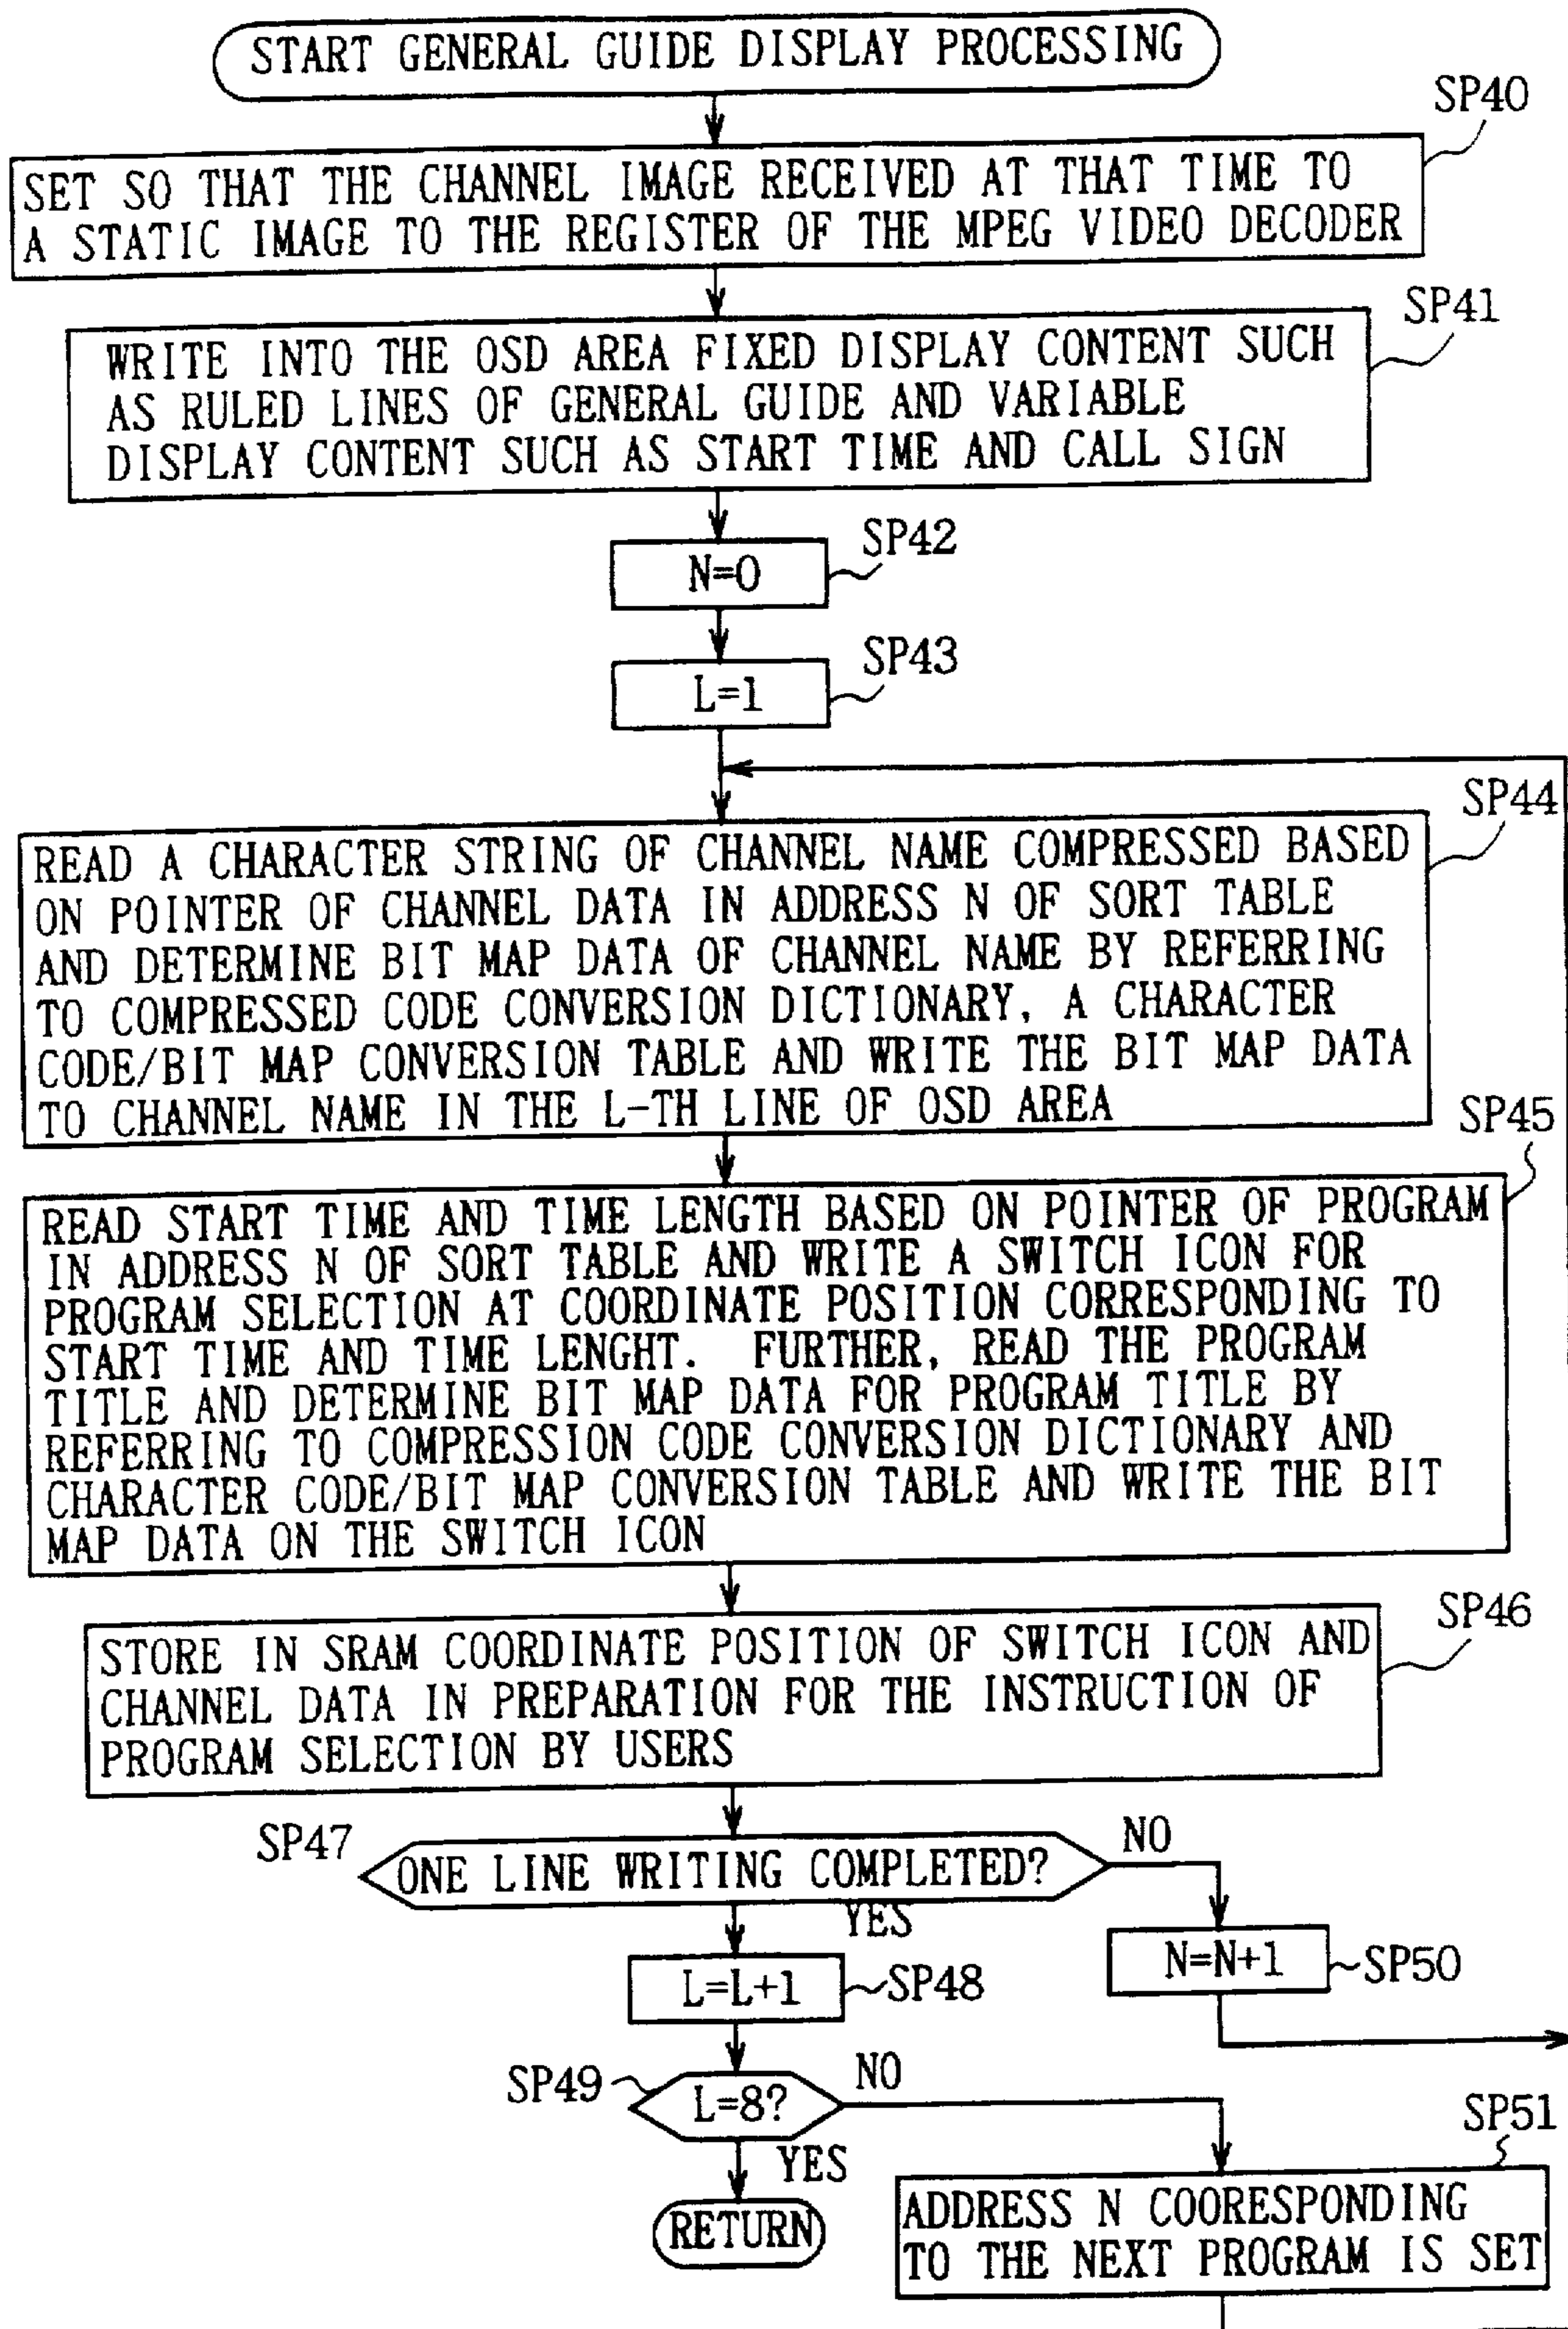 START GENERAL GUIDE DISPLAY PROCESSING
SP40
SET SO THAT THE CHANNEL IMAGE RECEIVED AT THAT TIME TO
A STATIC IMAGE TO THE REGISTER OF THE MPEG VIDEO DECODER
SP41
WRITE INTO THE OSD AREA FIXED DISPLAY CONTENT SUCH
AS RULED LINES OF GENERAL GUIDE AND VARIABLE
DISPLAY CONTENT SUCH AS START TIME AND CALL SIGN
SP42
N=0
SP43
L=1
SP44
READ A CHARACTER STRING OF CHANNEL NAME COMPRESSED BASED
ON POINTER OF CHANNEL DATA IN ADDRESS N OF SORT TABLE
AND DETERMINE BIT MAP DATA OF CHANNEL NAME BY REFERRING
TO COMPRESSED CODE CONVERSION DICTIONARY, A CHARACTER
CODE/BIT MAP CONVERSION TABLE AND WRITE THE BIT MAP DATA
TO CHANNEL NAME IN THE L-TH LINE OF OSD AREA
SP45
READ START TIME AND TIME LENGTH BASED ON POINTER OF PROGRAM
IN ADDRESS N OF SORT TABLE AND WRITE A SWITCH ICON FOR
PROGRAM SELECTION AT COORDINATE POSITION CORRESPONDING TO
START TIME AND TIME LENGHT. FURTHER, READ THE PROGRAM
TITLE AND DETERMINE BIT MAP DATA FOR PROGRAM TITLE BY
REFERRING TO COMPRESSION CODE CONVERSION DICTIONARY AND
CHARACTER CODE/BIT MAP CONVERSION TABLE AND WRITE THE BIT
MAP DATA ON THE SWITCH ICON
SP46
STORE IN SRAM COORDINATE POSITION OF SWITCH ICON AND
CHANNEL DATA IN PREPARATION FOR THE INSTRUCTION OF
PROGRAM SELECTION BY USERS
SP47
ONE LINE WRITING COMPLETED?
NO
YES
N=N+1
SP50
L=L+1
SP48
SP49
L=8?
NO
YES
SP51
RETURN
ADDRESS N COORESPONDING
TO THE NEXT PROGRAM IS SET